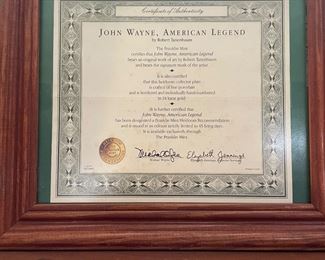 Certificate of Authenticity
JOHN WAYNE, AMERICAN LEGEND
by Robert Tanenbaum
The Franklin Mint
certifies that John Wayne, American Legend
bears an original work of art by Robert Tanenbaum
and bears the signature mark of the artist.
It is also certified
that this heirloom collector plate
is crafted of fine porcelain
and is bordered and individually hand-numbered
in 24 karat gold.
It is further certified that
John Wayne, American Legend
has been designated a Franklin Mint Heirloom Recommendation
and is issued in an edition strictly limited to 45 firing days.
It is available exclusively through
The Franklin Mint.